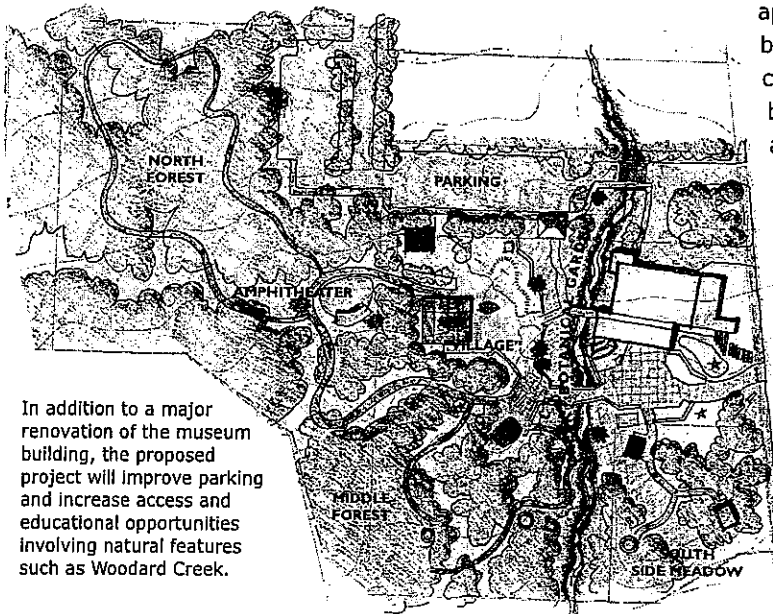 NORTH
FOREST
PARKING
AMPHITHEATER
VILLAGE
BOTANICAL GARDEN
In addition to a major
renovation of the museum
building, the proposed
project will improve parking
and increase access and
educational opportunities
involving natural features
such as Woodard Creek.
MIDDLE
FOREST
SOUTH
SIDE MEADOW